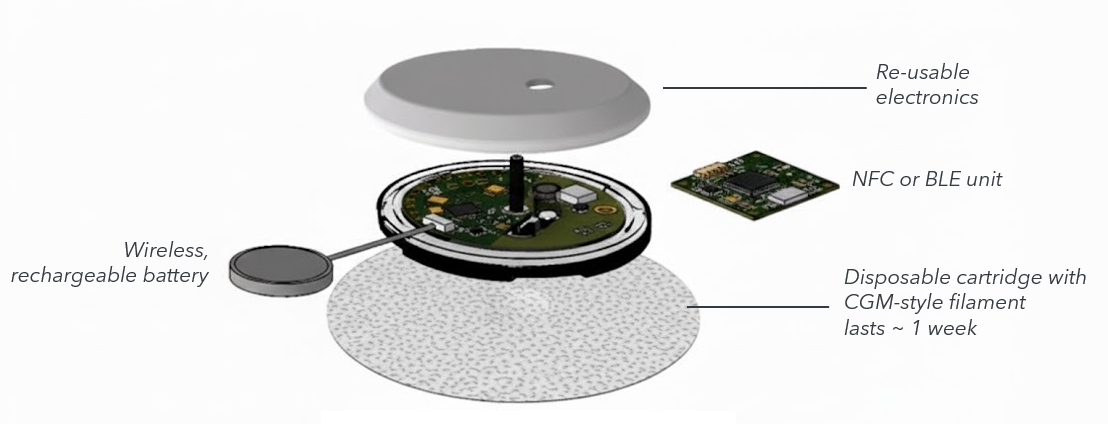 Re-usable
electronics
NFC or BLE unit
Wireless,
rechargeable battery
Disposable cartridge with
CGM-style filament
lasts ~ 1 week